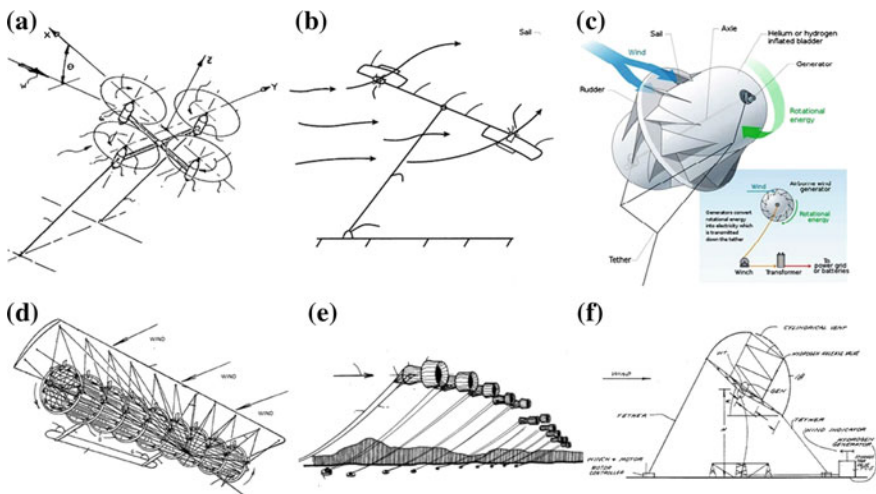 (a)
X
Θ
Z
Y
(b)
Sail
(c)
Sail
Axle
Helium or hydrogen
inflated bladder
Wind
Generator
Rudder
Rotational
energy
Wind
Airborne wind
generator
Generators convert
rotational energy
into electricity which
is transmitted
down the tether
Rotational
energy
Tether
Winch
Transformer
To
power grid
or batteries
(d)
WIND
WIND
WIND
(e)
(f)
CYLINDRICAL VENT
HYDROGEN RELEASE VALVE
WIND
GEN
TETHER
TETHER
WIND INDICATOR
HYDROGEN
GENERATOR
WINCH & MOTOR
ROTOR
CONTROLLER